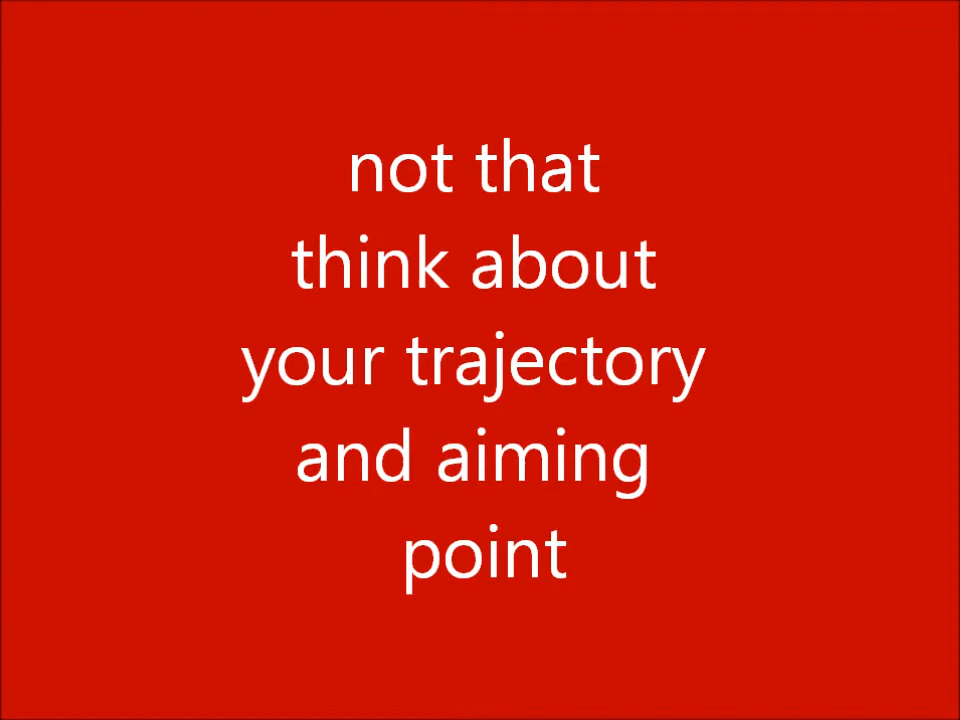 not that
think about
your trajectory
and aiming
point